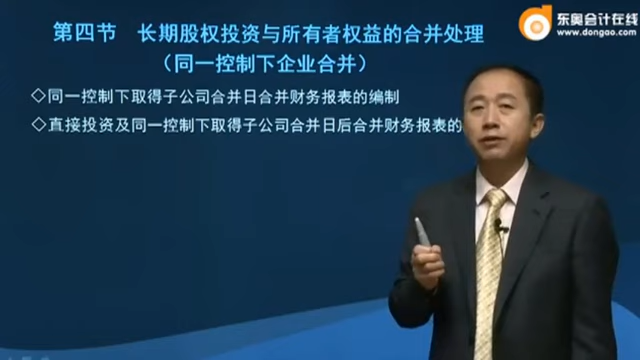 东奥会计在线
www.dongao.com
第四节 长期股权投资与所有者权益的合并处理
（同一控制下企业合并）
◇同一控制下取得子公司合并日合并财务报表的编制
◇直接投资及同一控制下取得子公司合并日后合并财务报表的